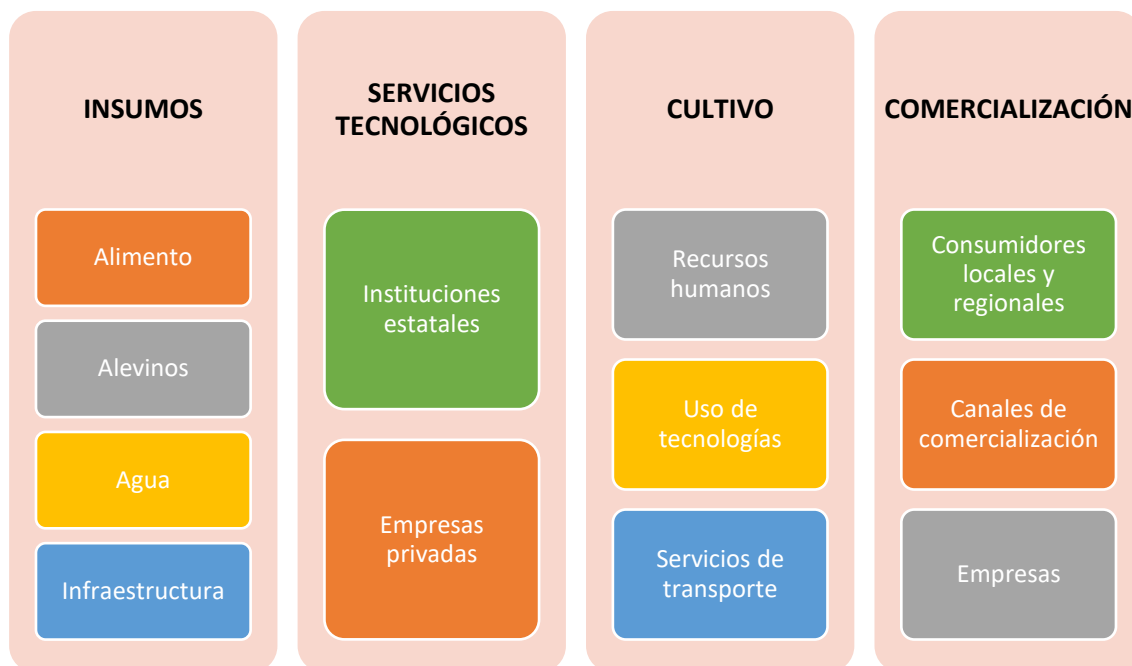 INSUMOS
Alimento
Alevinos
Agua
Infraestructura
SERVICIOS
TECNOLÓGICOS
Instituciones
estatales
Empresas
privadas
CULTIVO
Recursos
humanos
Uso de
tecnologías
Servicios de
transporte
COMERCIALIZACIÓN
Consumidores
locales y
regionales
Canales de
comercialización
Empresas